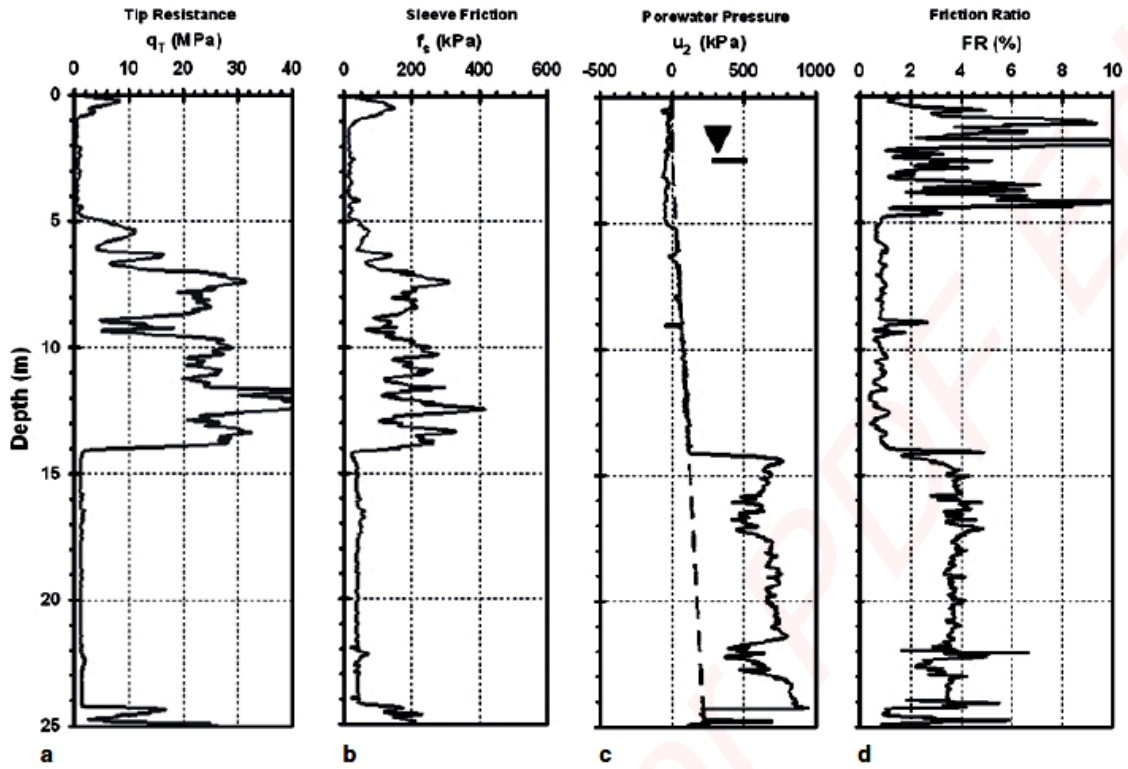 Tip Resistance
q_T (MPa)
0 10 20 30 40
Sleeve Friction
f_s (kPa)
0 200 400 600
Porewater Pressure
u_2 (kPa)
-500 0 500 1000
Friction Ratio
FR (%)
0 2 4 6 8 10
Depth (m)
0
5
10
15
20
25
a
b
c
d